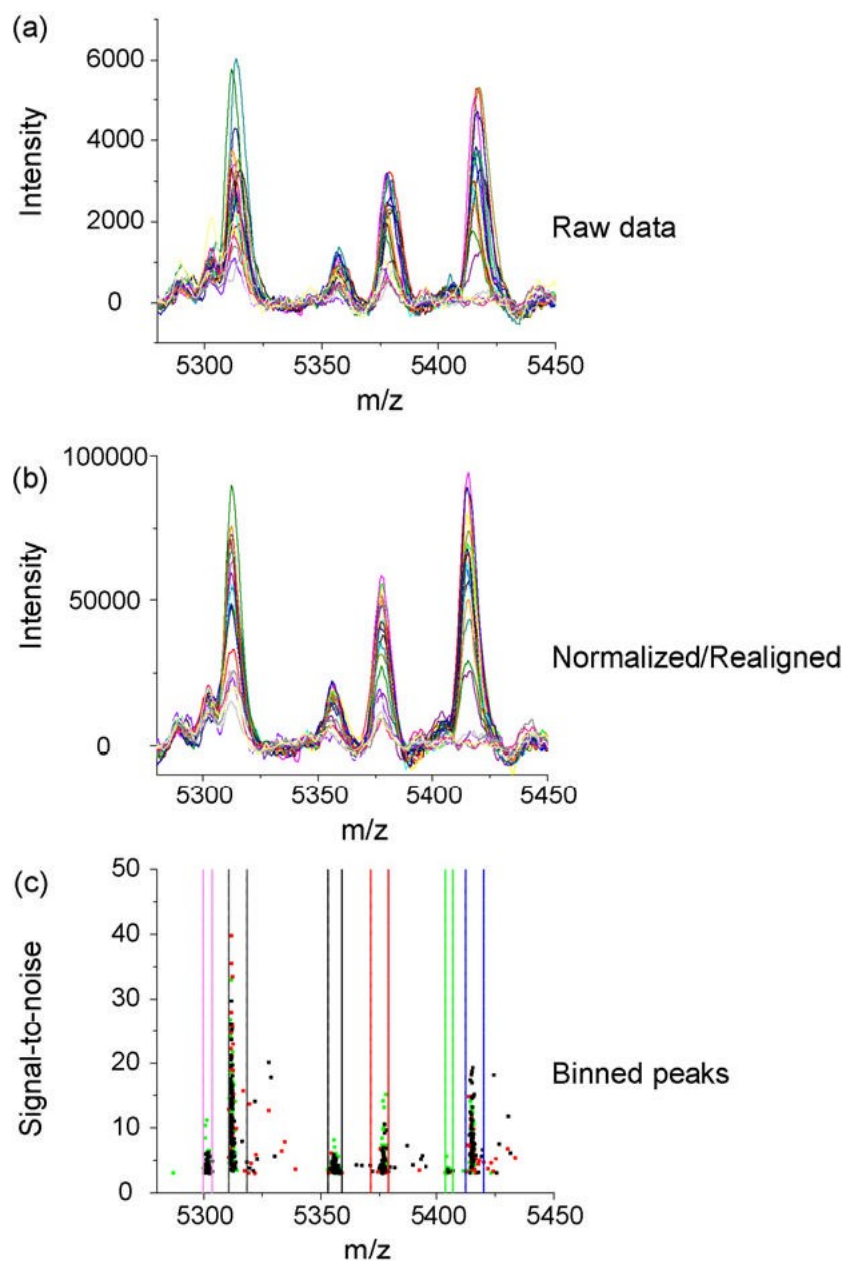 (a)
Intensity
6000
4000
2000
0
5300 5350 5400 5450
m/z
Raw data
(b)
Intensity
100000
50000
0
5300 5350 5400 5450
m/z
Normalized/Realigned
(c)
Signal-to-noise
50
40
30
20
10
0
5300 5350 5400 5450
m/z
Binned peaks